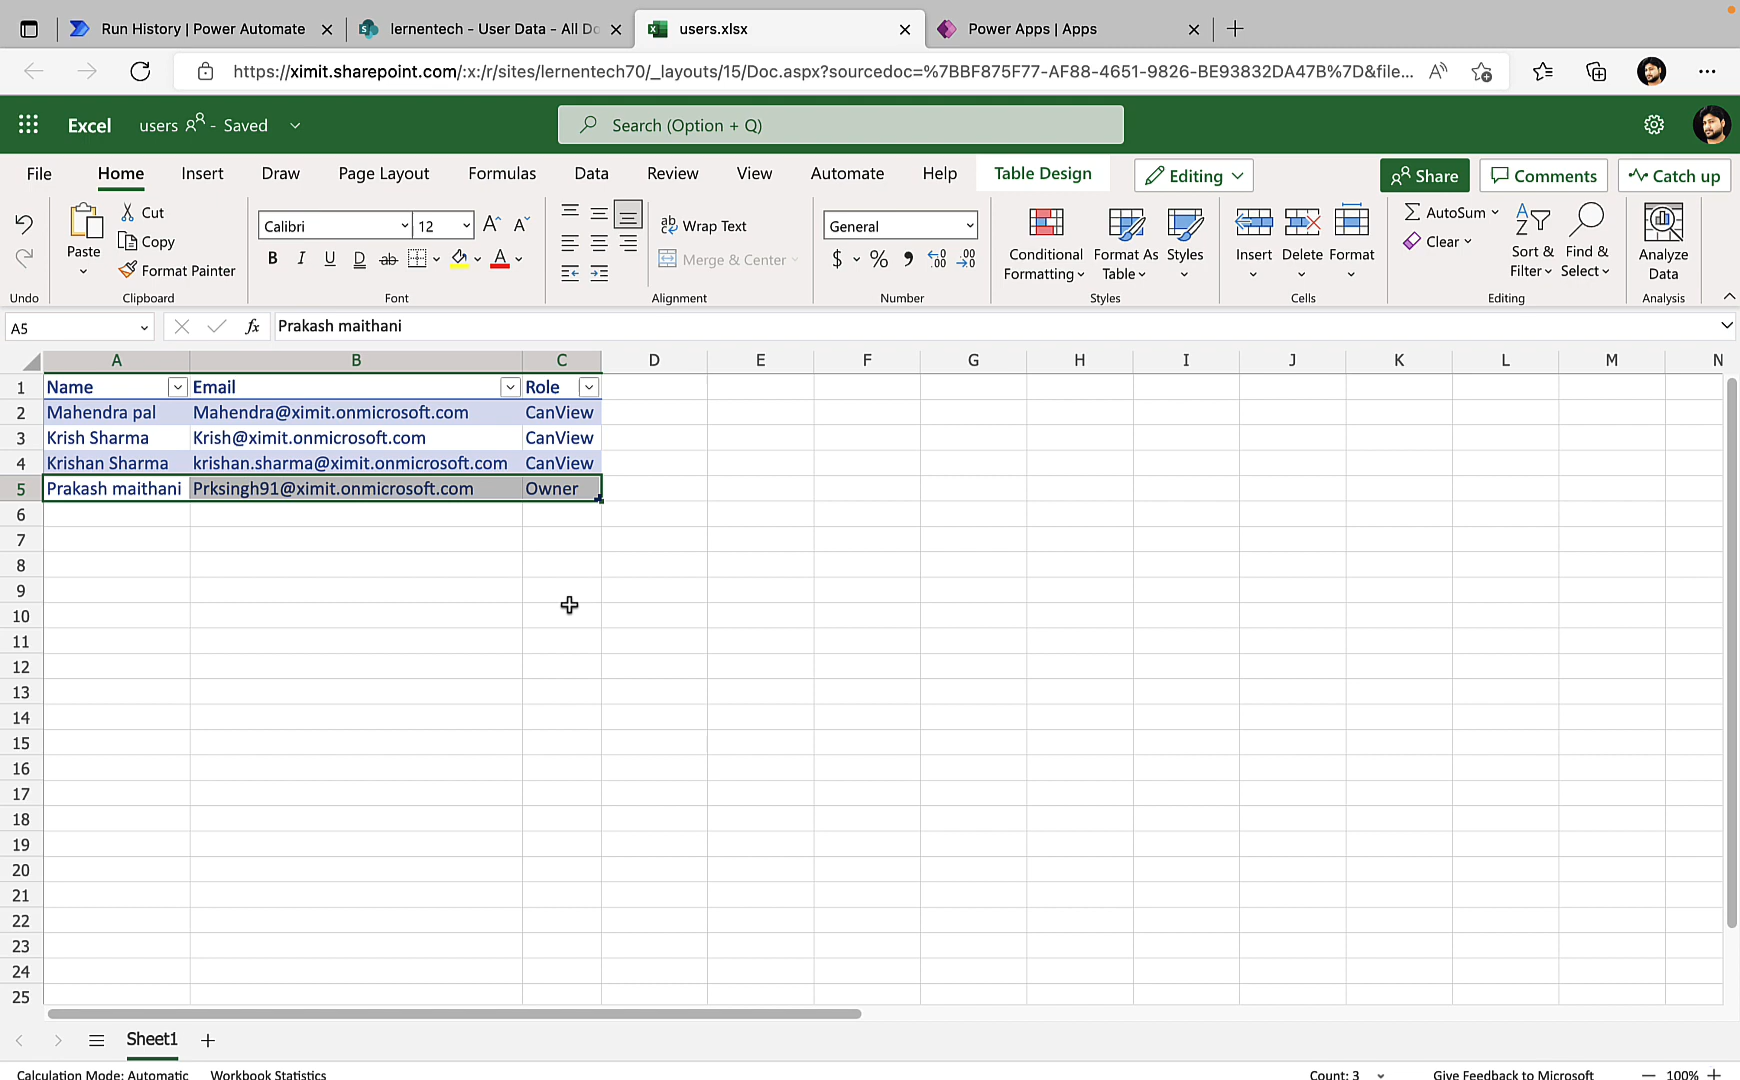 Run History | Power Automate
lernentech - User Data - All Do
users.xlsx
Power Apps | Apps
https://ximit.sharepoint.com/:x:/r/sites/lernentech70/_layouts/15/Doc.aspx?sourcedoc=%7BBF875F77-AF88-4651-9826-BE93832DA47B%7D&file...
Excel
users - Saved
Search (Option + Q)
File Home Insert Draw Page Layout Formulas Data Review View Automate Help Table Design Editing Share Comments Catch up
Undo
Paste
Cut
Copy
Format Painter
Clipboard
Calibri 12
B I U D ab A
Font
Wrap Text
Merge & Center
Alignment
General
$ % 9 .00 .00
Number
Conditional Formatting
Format As Table
Styles
Styles
Insert
Delete
Format
Cells
AutoSum
Clear
Sort & Filter
Find & Select
Editing
Analyze Data
Analysis
A5 fx Prakash maithani
A B C D E F G H I J K L M N
1 Name Email Role
2 Mahendra pal Mahendra@ximit.onmicrosoft.com CanView
3 Krish Sharma Krish@ximit.onmicrosoft.com CanView
4 Krishan Sharma krishan.sharma@ximit.onmicrosoft.com CanView
5 Prakash maithani Prksingh91@ximit.onmicrosoft.com Owner
6
7
8
9
10
11
12
13
14
15
16
17
18
19
20
21
22
23
24
25
Sheet1
Calculation Mode: Automatic Workbook Statistics Count: 3 Give Feedback to Microsoft 100%